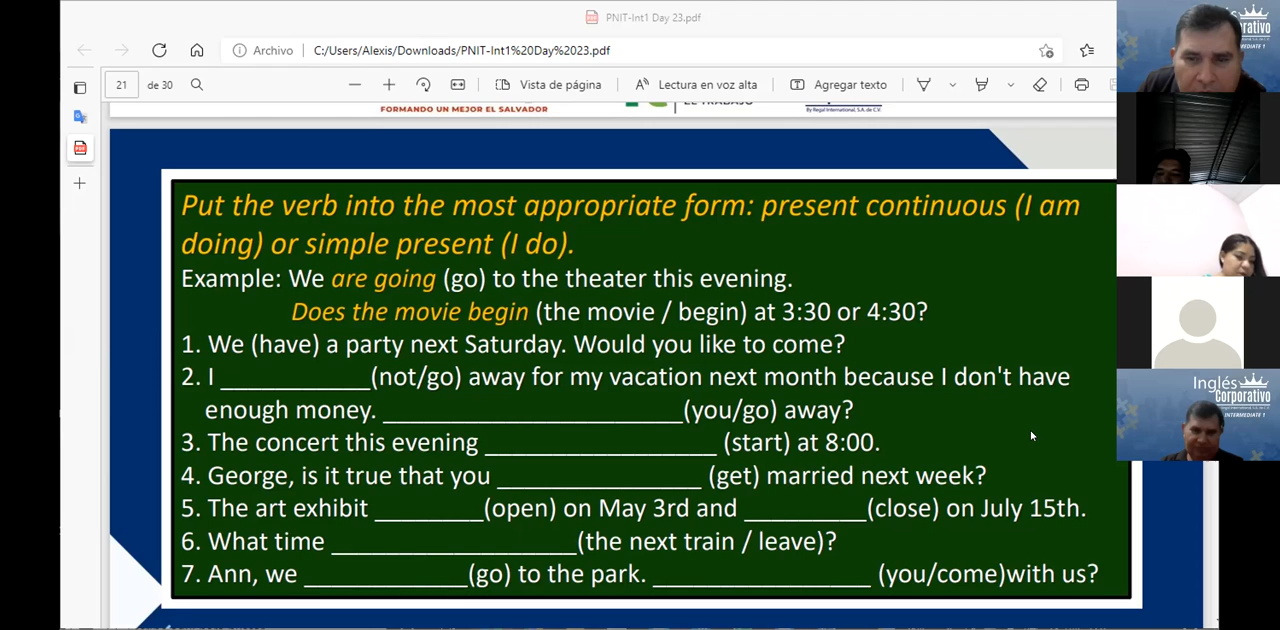 PNIT-Int1 Day 23.pdf
Archivo
C:/Users/Alexis/Downloads/PNIT-Int1%20Day%2023.pdf
21 de 30
Vista de página
Lectura en voz alta
Agregar texto
FORMANDO UN MEJOR EL SALVADOR
Put the verb into the most appropriate form: present continuous (I am
doing) or simple present (I do).
Example: We are going (go) to the theater this evening.
Does the movie begin (the movie / begin) at 3:30 or 4:30?
1. We (have) a party next Saturday. Would you like to come?
2. I ____________(not/go) away for my vacation next month because I don't have
enough money. ________________________(you/go) away?
3. The concert this evening ___________________ (start) at 8:00.
4. George, is it true that you _________________ (get) married next week?
5. The art exhibit _________(open) on May 3rd and __________(close) on July 15th.
6. What time ____________________(the next train / leave)?
7. Ann, we _____________(go) to the park. __________________ (you/come)with us?
Inglés
Corporativo
INTERMEDIATE 1